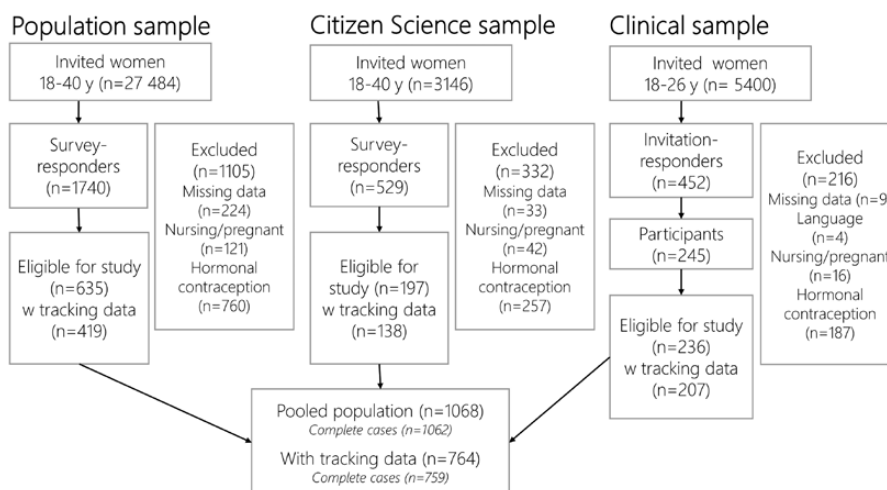 Population sample
Invited women
18-40 y (n=27 484)
Survey-
responders
(n=1740)
Excluded
(n=1105)
Missing data
(n=224)
Nursing/pregnant
(n=121)
Hormonal
contraception
(n=760)
Eligible for study
(n=635)
w tracking data
(n=419)
Citizen Science sample
Invited women
18-40 y (n=3146)
Survey-
responders
(n=529)
Excluded
(n=332)
Missing data
(n=33)
Nursing/pregnant
(n=42)
Hormonal
contraception
(n=257)
Eligible for
study (n=197)
w tracking data
(n=138)
Clinical sample
Invited women
18-26 y (n= 5400)
Invitation-
responders
(n=452)
Excluded
(n=216)
Missing data (n=9
Language
(n=4)
Nursing/pregnant
(n=16)
Hormonal
contraception
(n=187)
Participants
(n=245)
Eligible for study
(n=236)
w tracking data
(n=207)
Pooled population (n=1068)
Complete cases (n=1062)
With tracking data (n=764)
Complete cases (n=759)